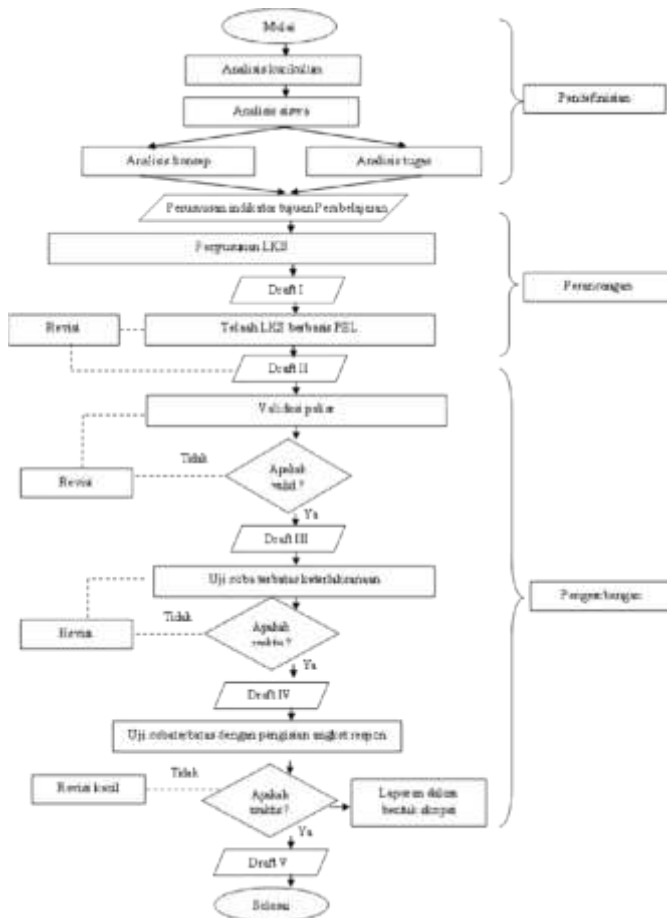 Mulai
Analisis kurikulum
Analisis siswa
Pendefinisian
Analisis konsep
Analisis tugas
Perumusan indikator tujuan Pembelajaran
Penyusunan LKS
Draft I
Perancangan
Revisi
Telaah LKS berbasis PBL
Draft II
Validasi pakar
Tidak
Apakah
valid ?
Revisi
Ya
Draft III
Uji coba terbatas keterlaksanaan
Pengembangan
Tidak
Revisi
Apakah
praktis ?
Ya
Draft IV
Uji coba terbatas dengan pengisian angket respon
Tidak
Revisi kecil
Apakah
praktis ?
Laporan dalam
bentuk skripsi
Ya
Draft V
Selesai